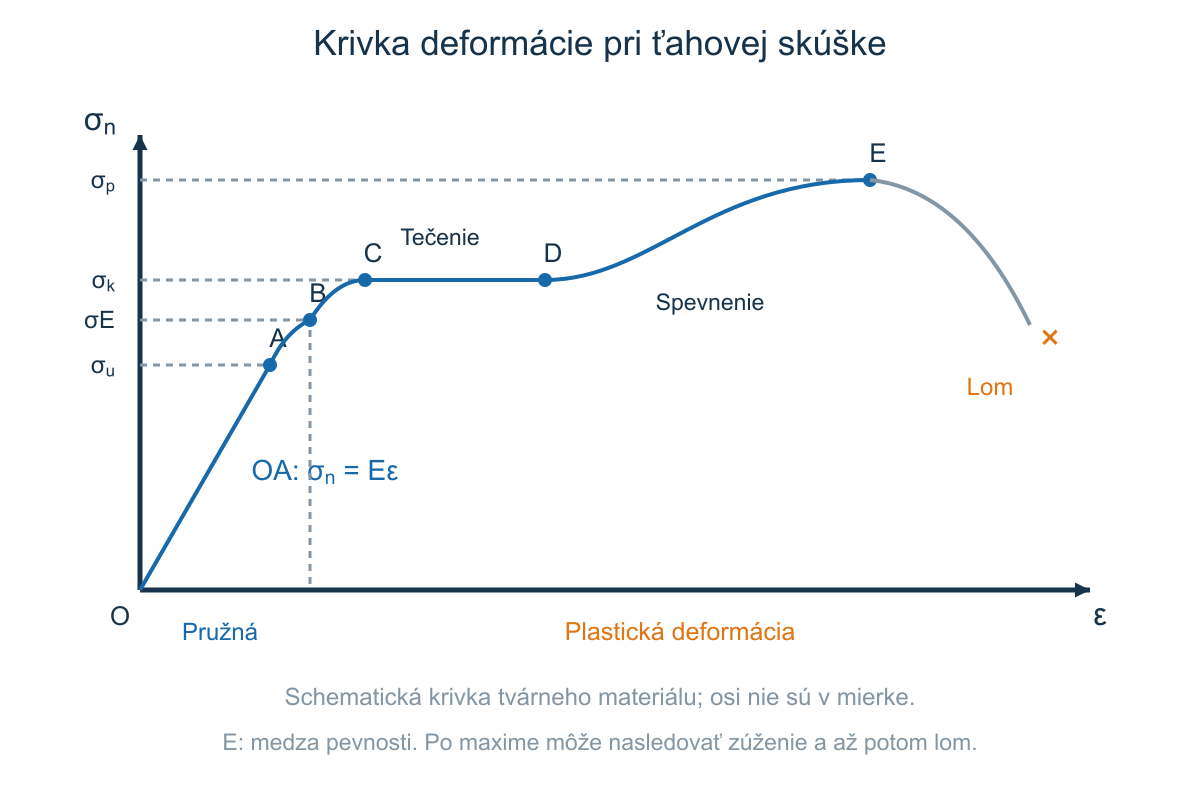 Krivka deformácie pri ťahovej skúške
σn
E
σp
Tečenie
C
D
σk
B
Spevnenie
σE
A
σu
Lom
OA: σn = Eε
O
ε
Pružná
Plastická deformácia
Schematická krivka tvárneho materiálu; osi nie sú v mierke.
E: medza pevnosti. Po maxime môže nasledovať zúženie a až potom lom.